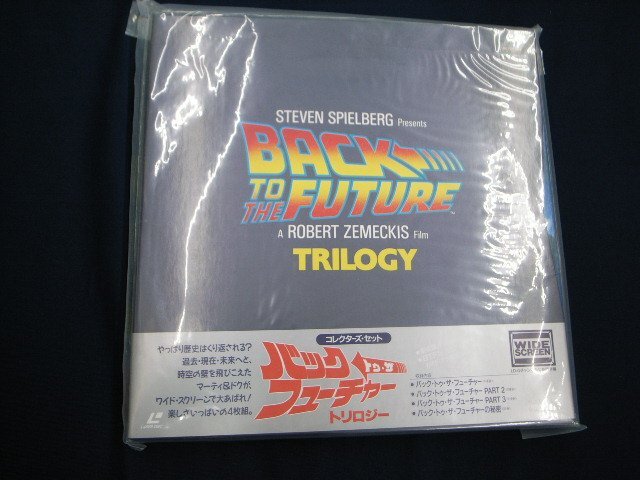 STEVEN SPIELBERG Presents
BACK
TO THE FUTURE
TM
A ROBERT ZEMECKIS Film
TRILOGY
やっぱり歴史はくり返される?
過去・現在・未来へと、
時空の壁を飛びこえた
マーティ&ドクが、
ワイド・スクリーンで大あばれ!
楽しさいっぱいの4枚組。
コレクターズ・セット
バック
トゥ・ザ
フューチャー
トリロジー
WIDE
SCREEN
• バック・トゥ・ザ・フューチャー
• バック・トゥ・ザ・フューチャー PART 2
• バック・トゥ・ザ・フューチャー PART 3
• バック・トゥ・ザ・フューチャーの秘密